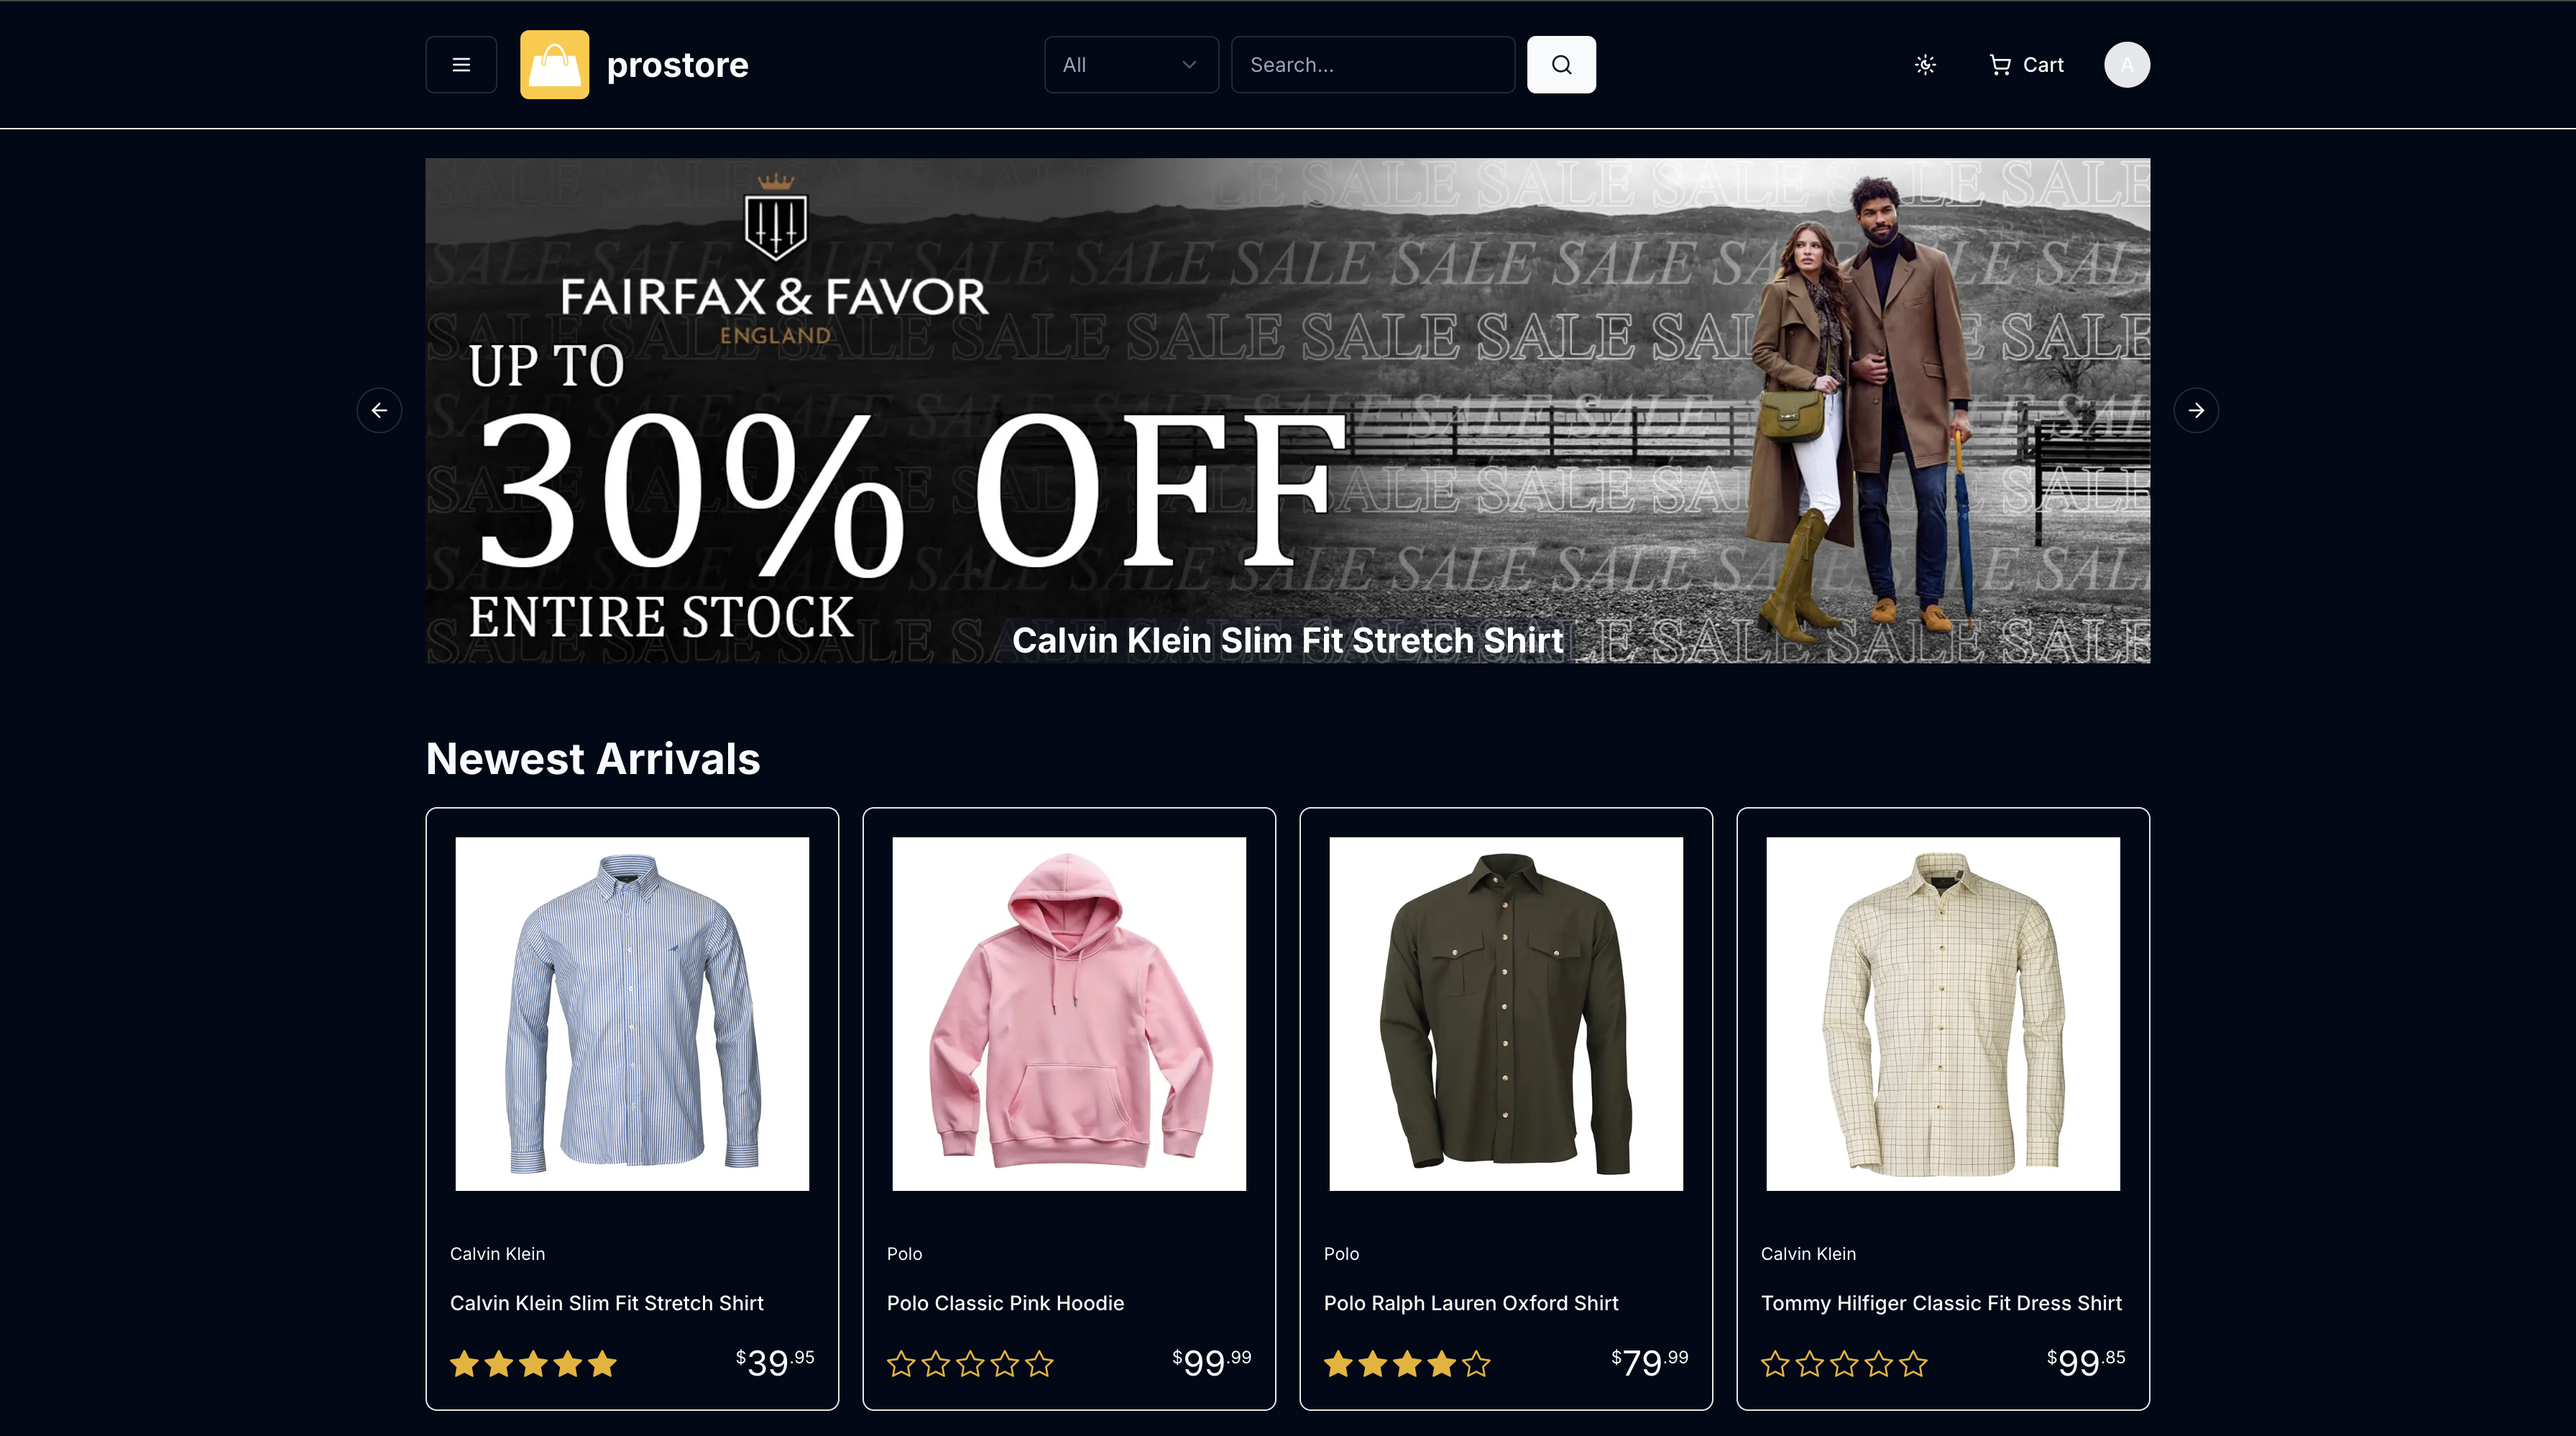 prostore
All
Search...
Cart
A
FAIRFAX & FAVOR
ENGLAND
UP TO
30% OFF
ENTIRE STOCK
SALE SALE SALE SALE SALE SALE
Calvin Klein Slim Fit Stretch Shirt
Newest Arrivals
Calvin Klein
Calvin Klein Slim Fit Stretch Shirt
$39.95
Polo
Polo Classic Pink Hoodie
$99.99
Polo
Polo Ralph Lauren Oxford Shirt
$79.99
Calvin Klein
Tommy Hilfiger Classic Fit Dress Shirt
$99.85